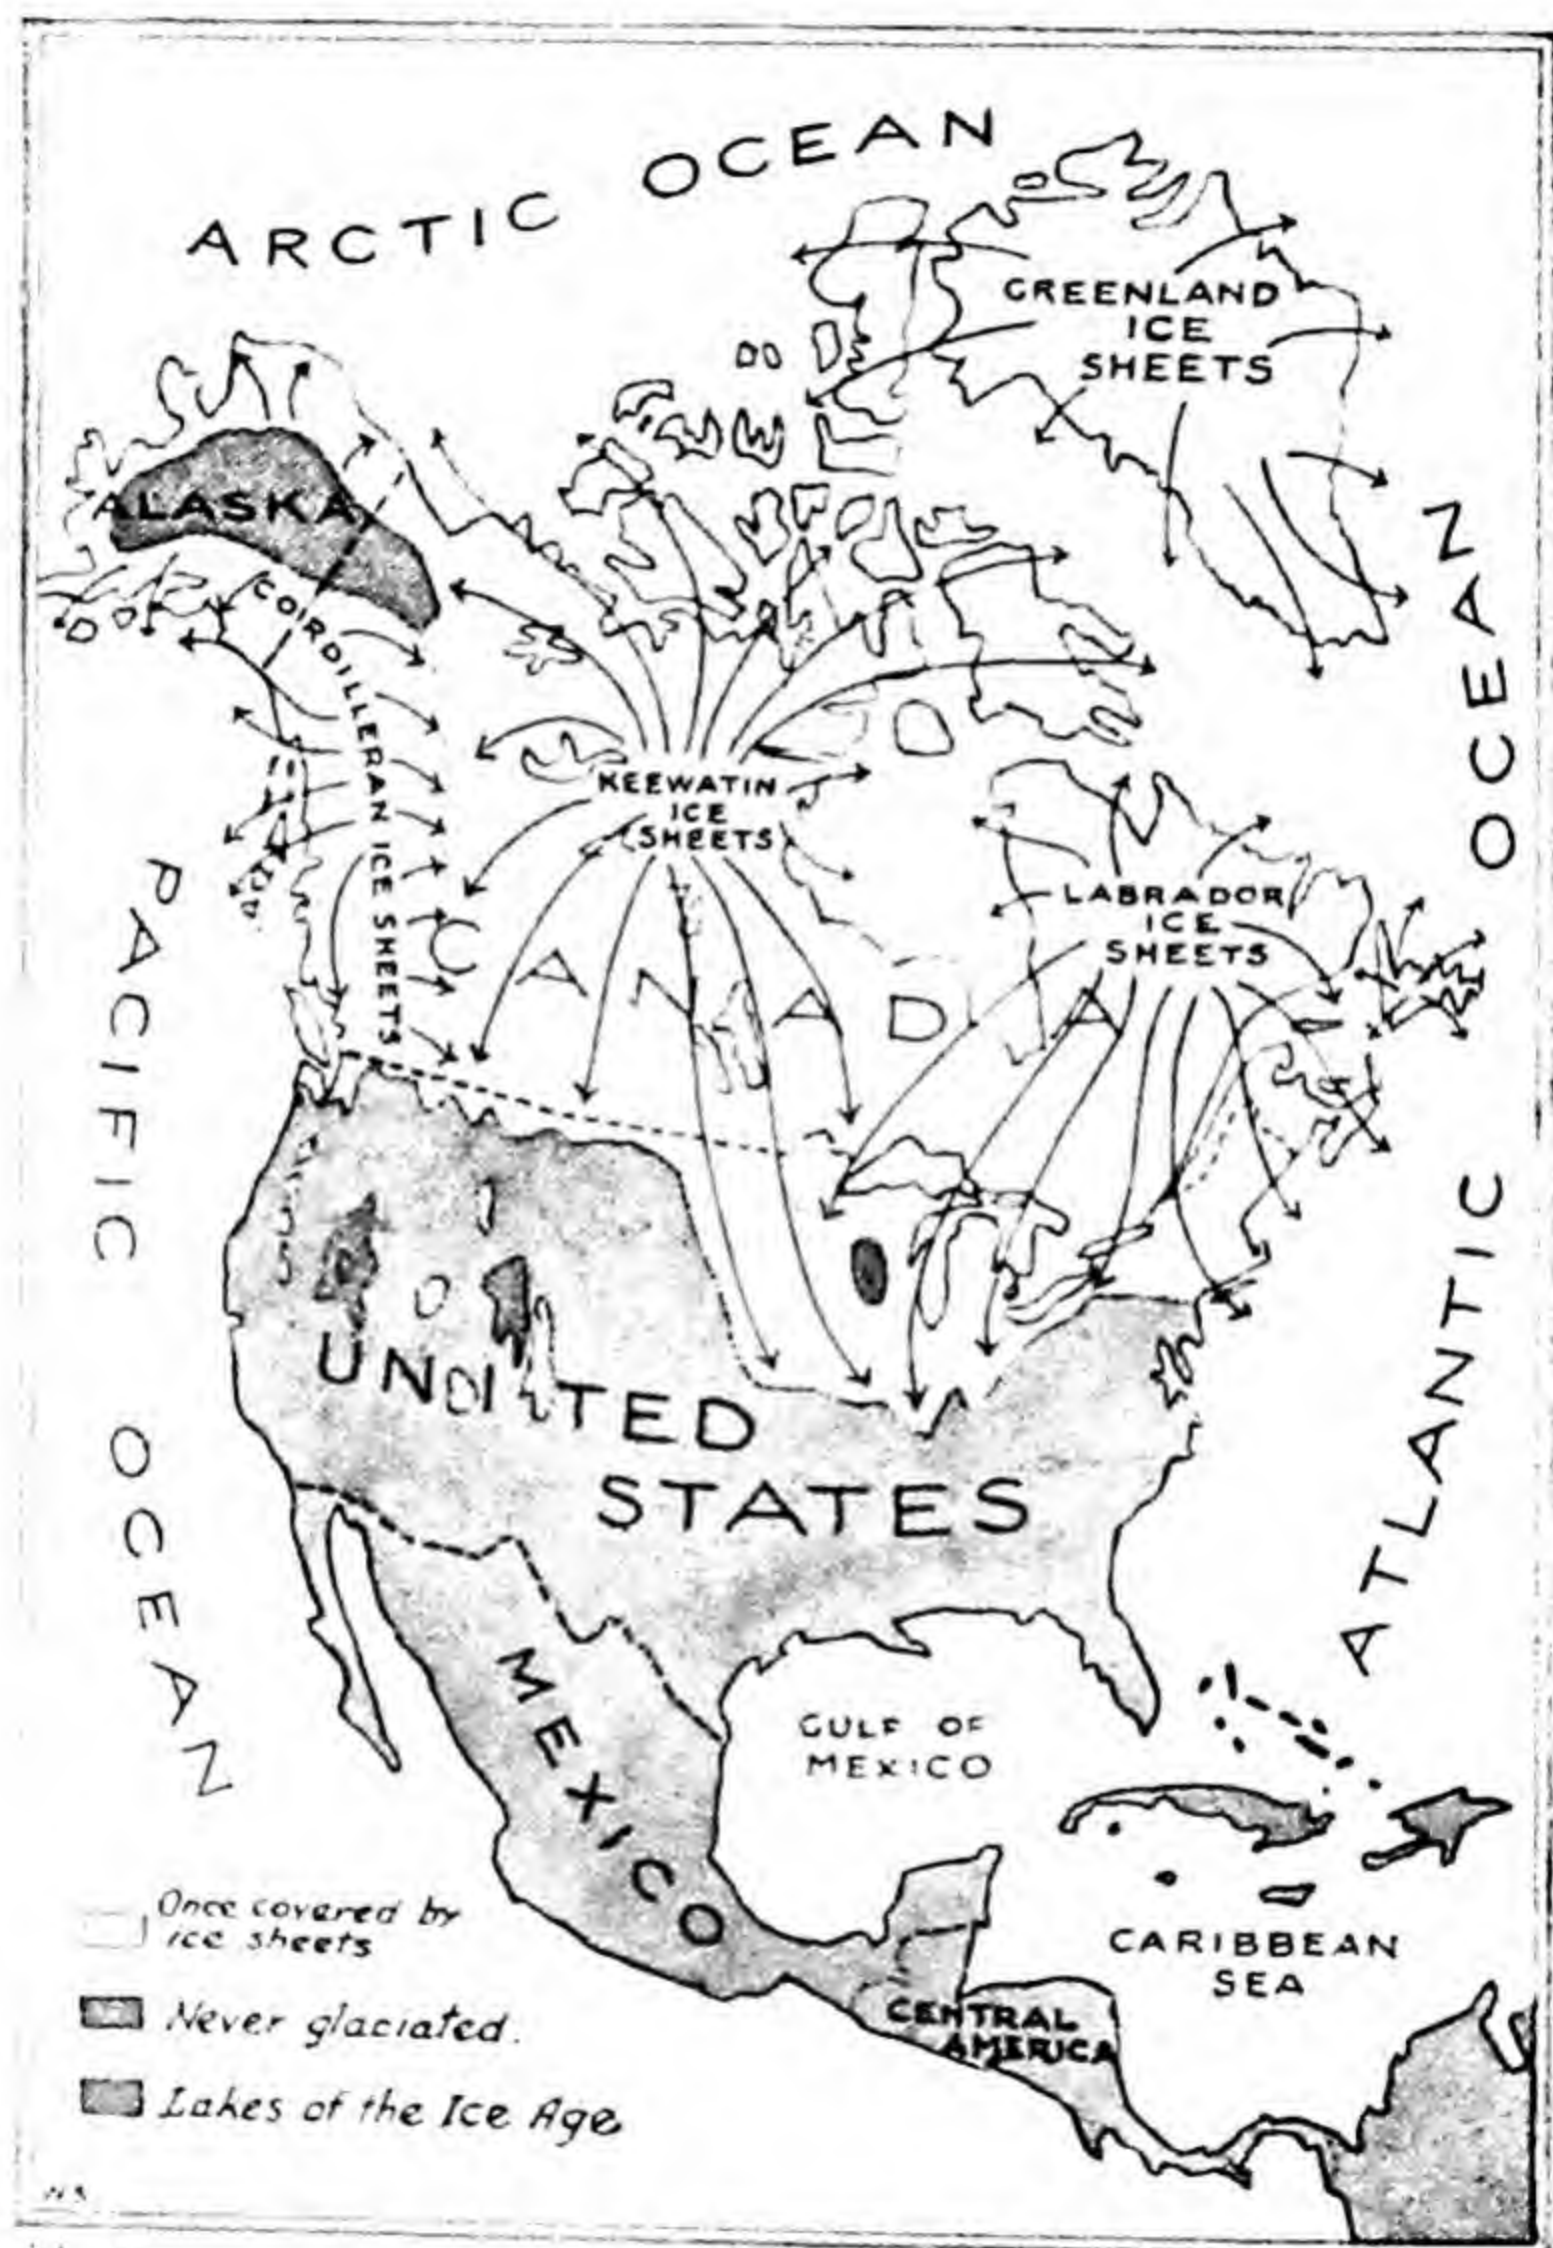 ARCTIC OCEAN
GREENLAND
ICE
SHEETS
ALASKA
CORDILLERAN ICE SHEETS
KEEWATIN
ICE
SHEETS
LABRADOR
ICE
SHEETS
CANADA
PACIFIC OCEAN
ATLANTIC OCEAN
UNITED
STATES
MEXICO
GULF OF
MEXICO
CARIBBEAN
SEA
CENTRAL
AMERICA
Once covered by
ice sheets
Never glaciated.
Lakes of the Ice Age